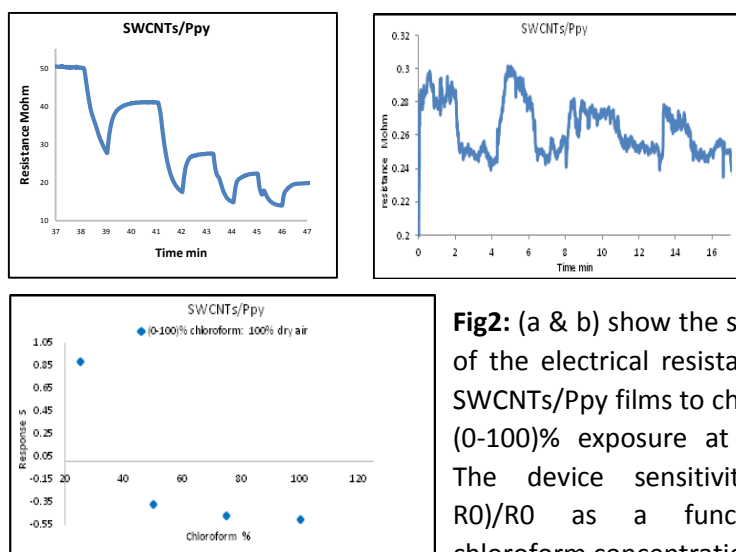 SWCNTs/Ppy
50
40
30
20
10
37 38 39 40 41 42 43 44 45 46 47
Resistance Mohm
Time min
SWCNTs/Ppy
0.32
0.3
0.28
0.26
0.24
0.22
0.2
0 2 4 6 8 10 12 14 16
resistance Mohm
Time min
SWCNTs/Ppy
(0-100)% chloroform: 100% dry air
1.05
0.85
0.65
0.45
0.25
0.05
-0.15
-0.35
-0.55
20 40 60 80 100 120
Response S
Chloroform %
Fig2: (a & b) show the s
of the electrical resista
SWCNTs/Ppy films to ch
(0-100)% exposure at
The device sensitivit
R0)/R0 as a func
chloroform concentration